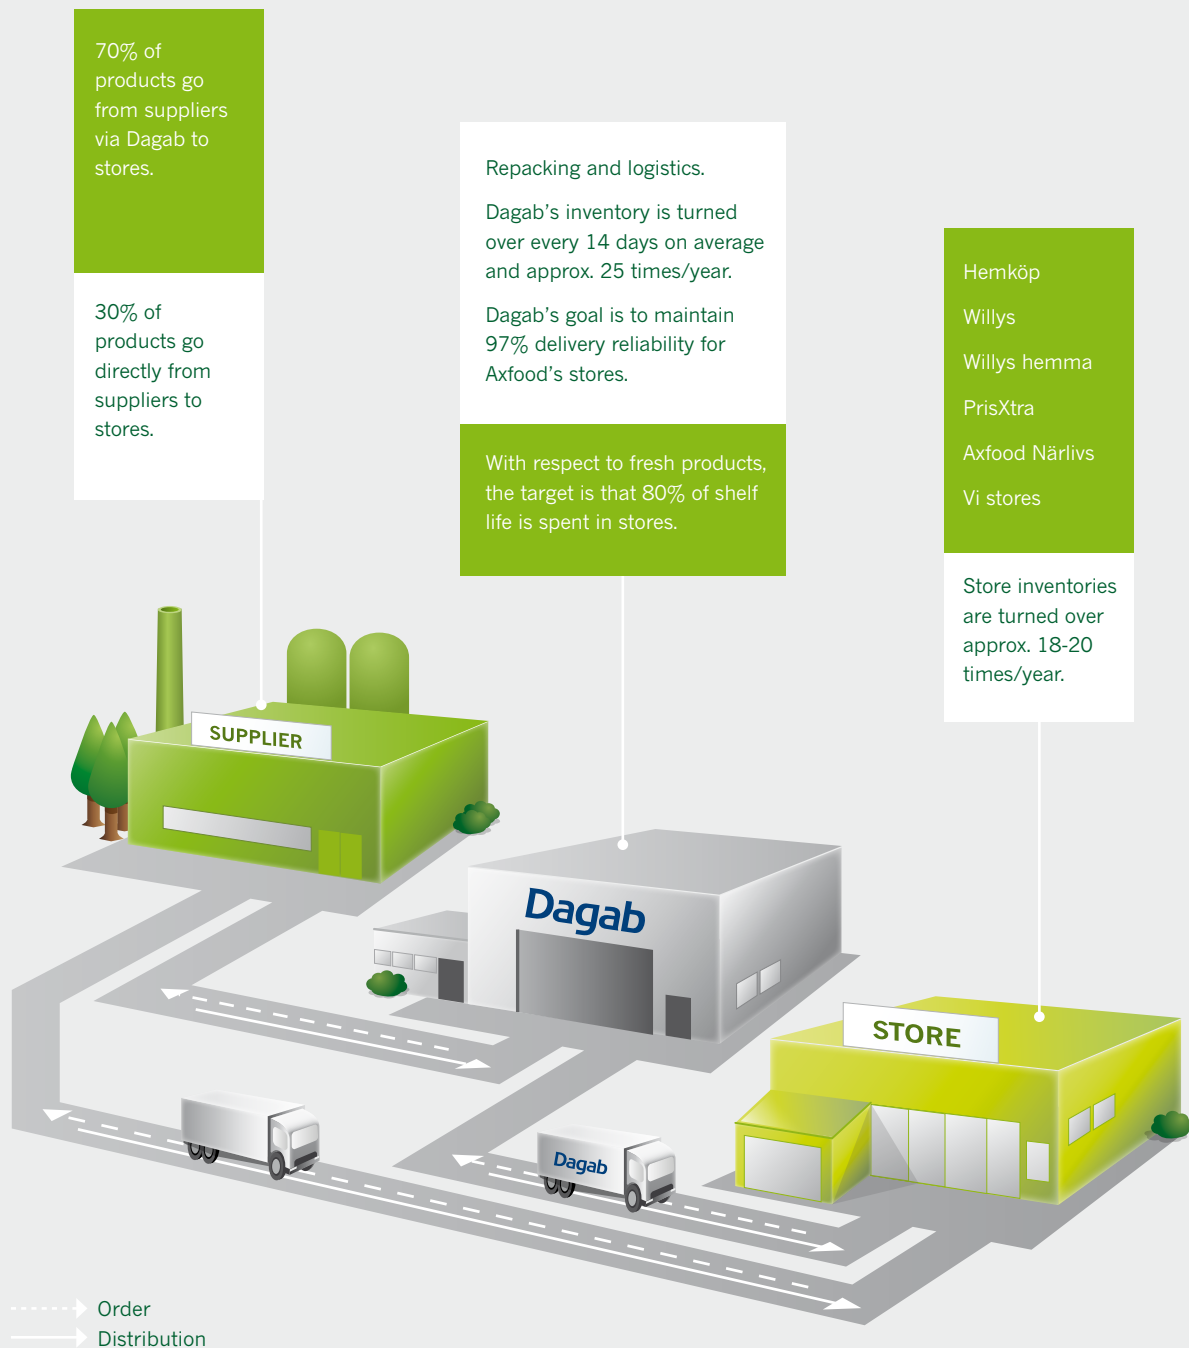 70% of
products go
from suppliers
via Dagab to
stores.
30% of
products go
directly from
suppliers to
stores.
Repacking and logistics.
Dagab’s inventory is turned
over every 14 days on average
and approx. 25 times/year.
Dagab’s goal is to maintain
97% delivery reliability for
Axfood’s stores.
With respect to fresh products,
the target is that 80% of shelf
life is spent in stores.
Hemköp
Willys
Willys hemma
PrisXtra
Axfood Närlivs
Vi stores
Store inventories
are turned over
approx. 18-20
times/year.
SUPPLIER
Dagab
STORE
Dagab
Order
Distribution